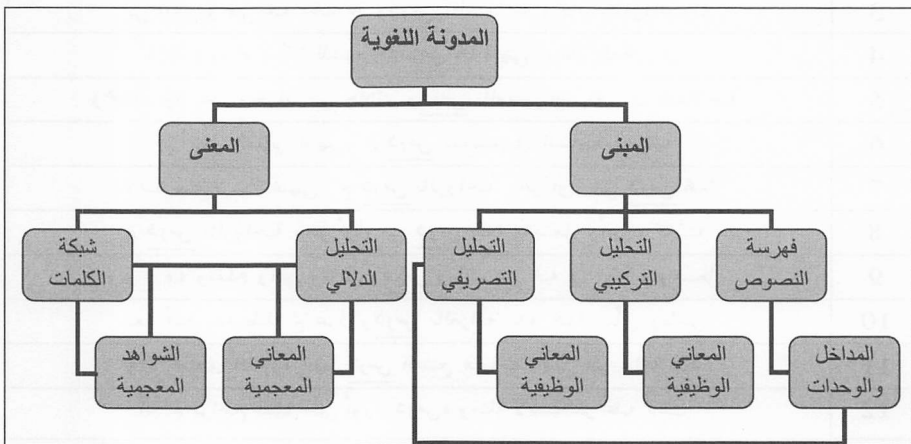 المدونة اللغوية
المبنى
المعنى
فهرسة
النصوص
التحليل
التركيبي
التحليل
التصريفي
التحليل
الدلالي
شبكة
الكلمات
المداخل
والوحدات
المعاني
الوظيفية
المعاني
الوظيفية
المعاني
المعجمية
الشواهد
المعجمية